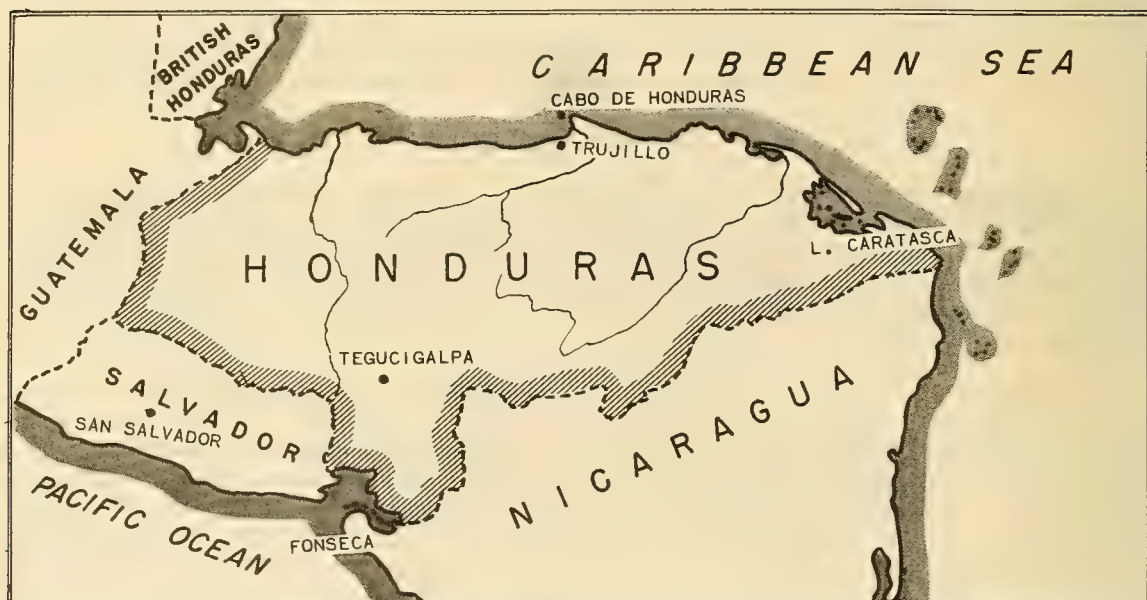 BRITISH
HONDURAS
CARIBBEAN SEA
CABO DE HONDURAS
TRUJILLO
GUATEMALA
L. CARATASCA
HONDURAS
TEGUCIGALPA
SALVADOR
SAN SALVADOR
NICARAGUA
PACIFIC OCEAN
FONSECA